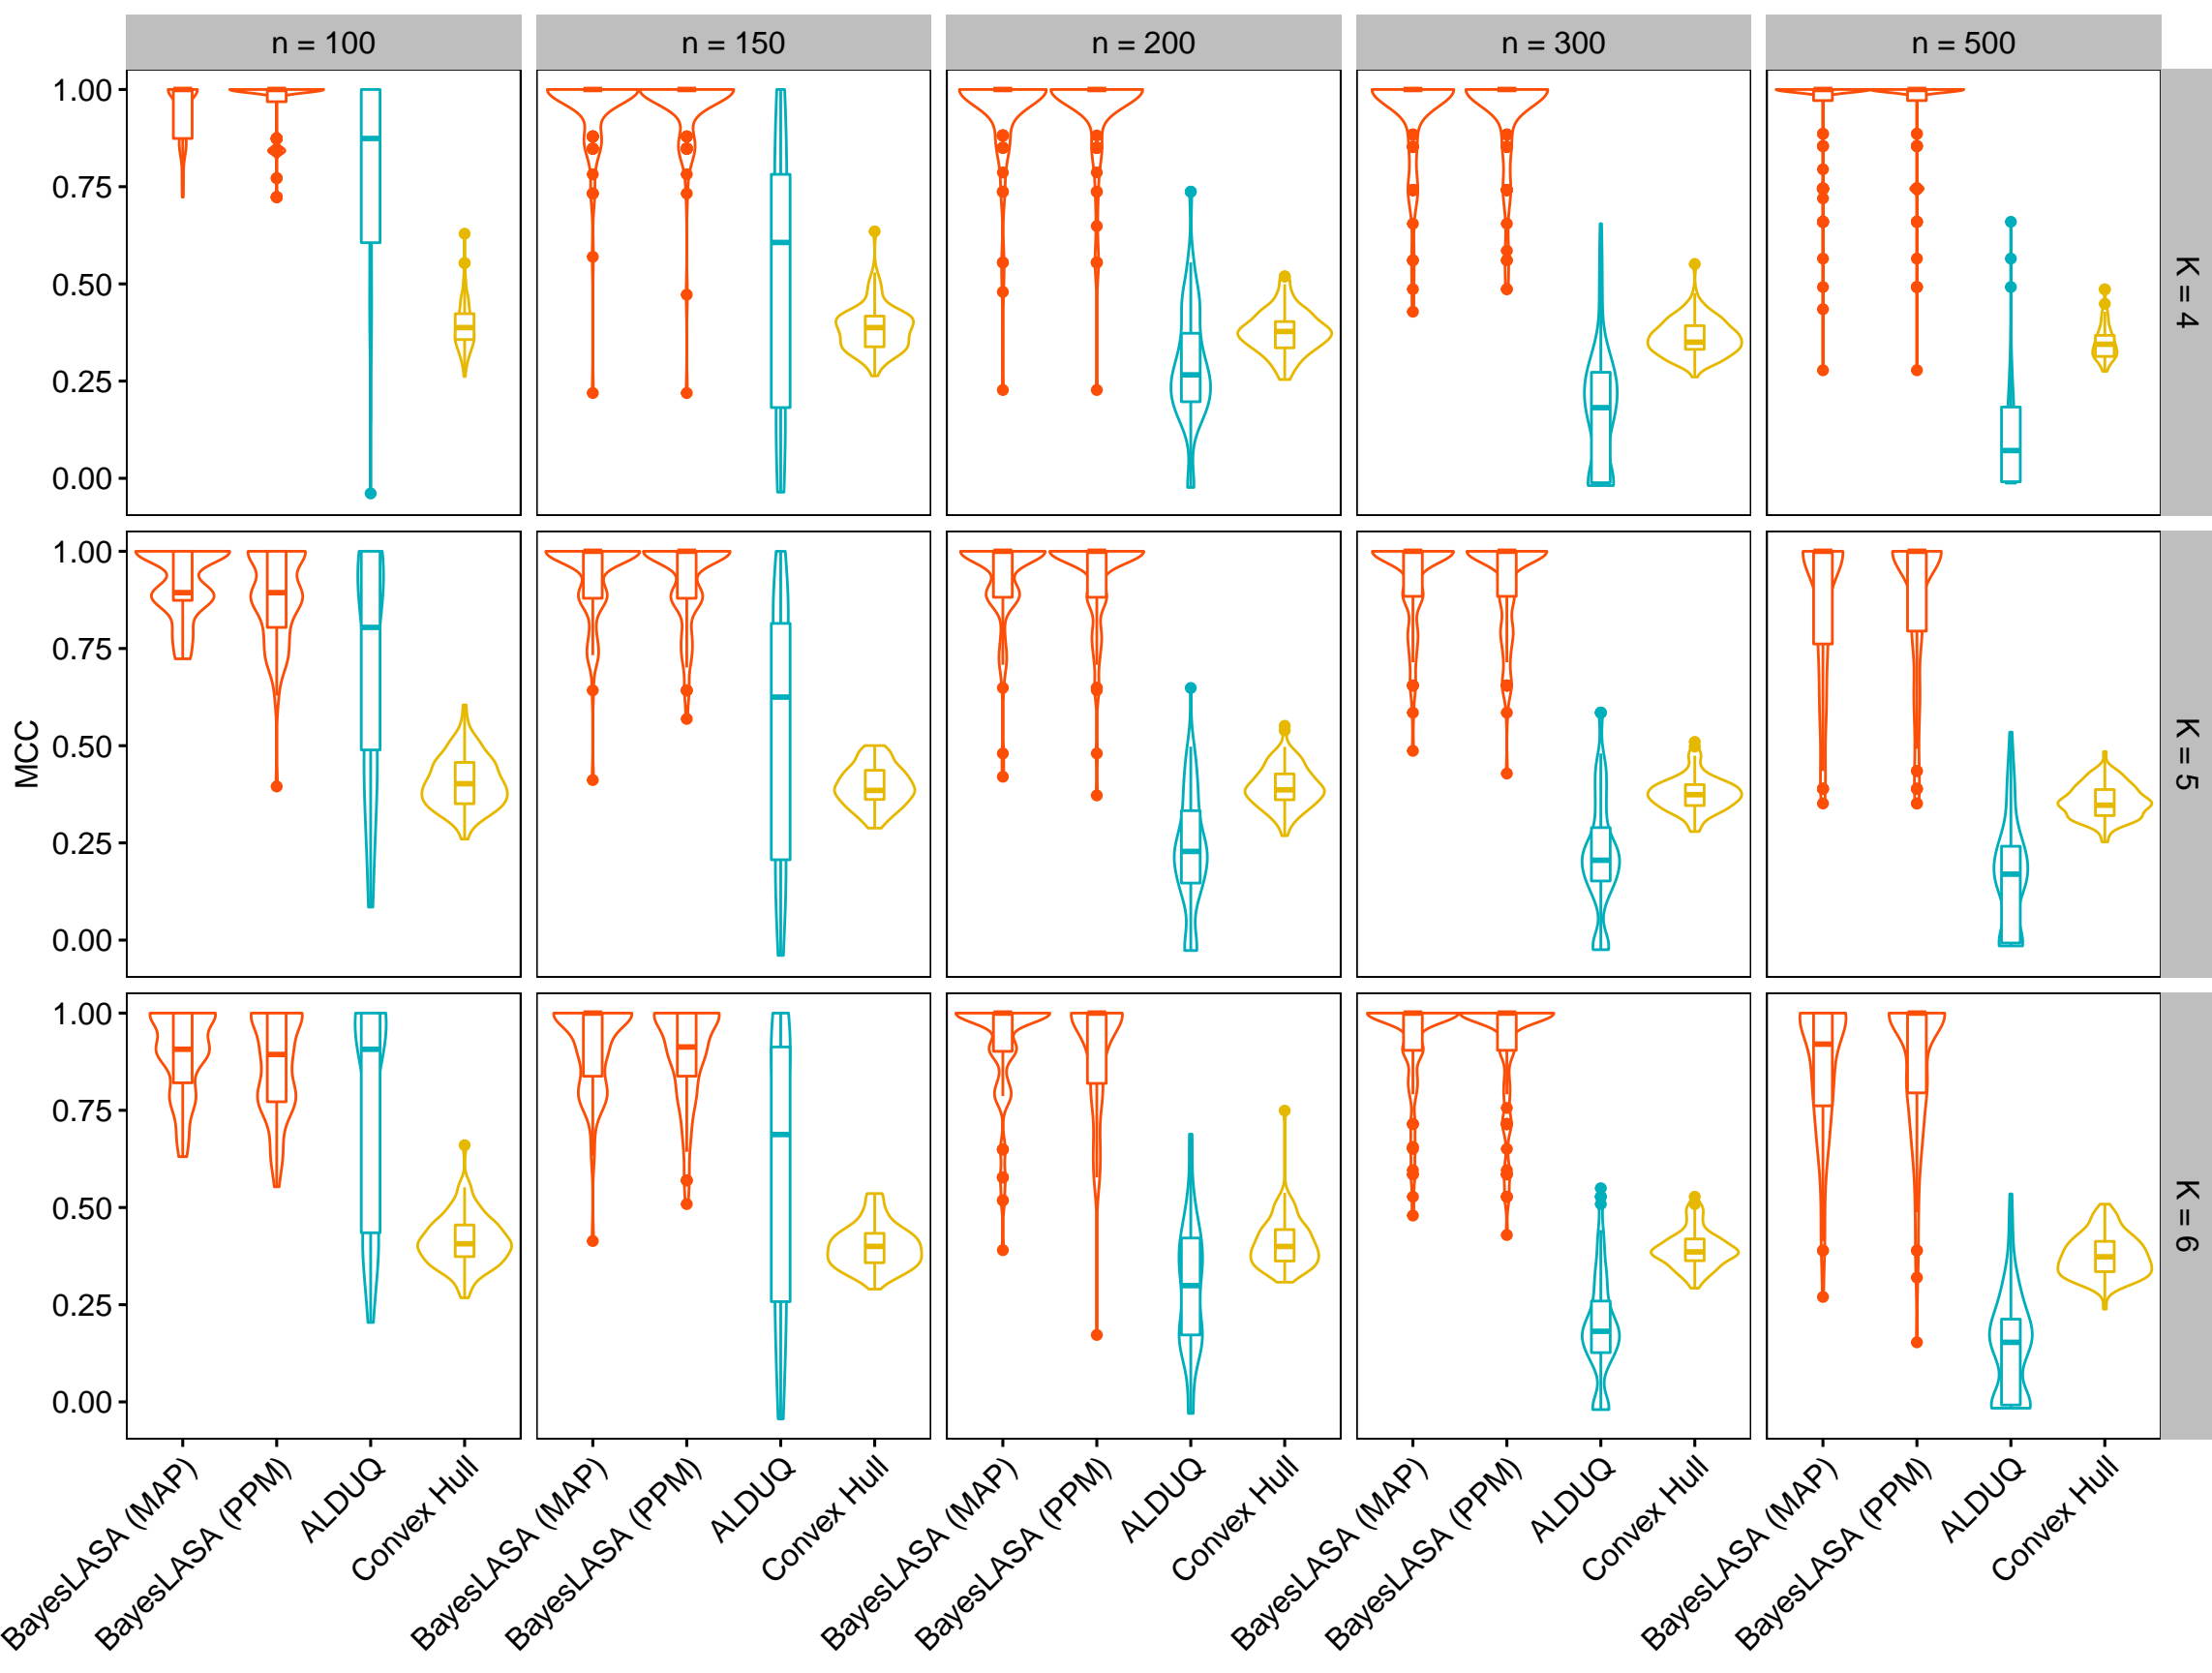 n = 100 n = 150 n = 200 n = 300 n = 500
1.00
0.75
0.50
0.25
0.00
K = 4
1.00
0.75
0.50
0.25
0.00
K = 5
MCC
1.00
0.75
0.50
0.25
0.00
K = 6
BayesLASA (MAP)
BayesLASA (PPM)
ALDUQ
Convex Hull
BayesLASA (MAP)
BayesLASA (PPM)
ALDUQ
Convex Hull
BayesLASA (MAP)
BayesLASA (PPM)
ALDUQ
Convex Hull
BayesLASA (MAP)
BayesLASA (PPM)
ALDUQ
Convex Hull
BayesLASA (MAP)
BayesLASA (PPM)
ALDUQ
Convex Hull